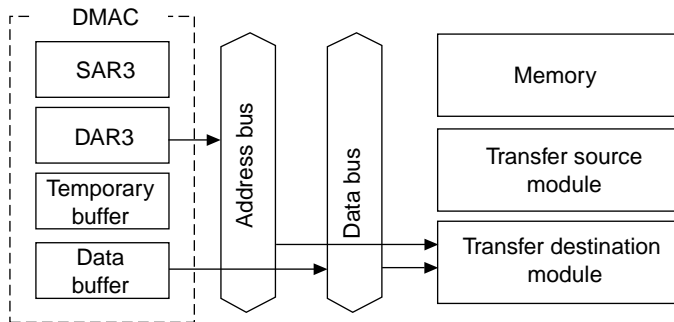 DMAC
SAR3
DAR3
Temporary
buffer
Data
buffer
Address bus
Data bus
Memory
Transfer source
module
Transfer destination
module